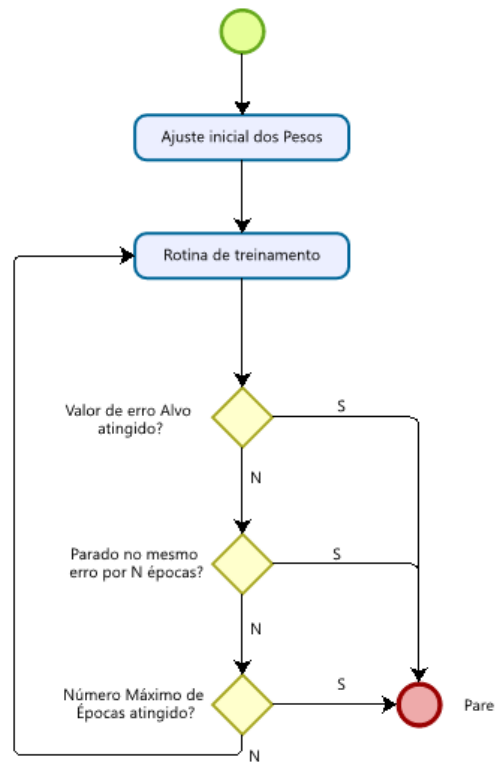 Ajuste inicial dos Pesos
Rotina de treinamento
Valor de erro Alvo
atingido?
S
N
Parado no mesmo
erro por N épocas?
S
N
Número Máximo de
Épocas atingido?
S
Pare
N